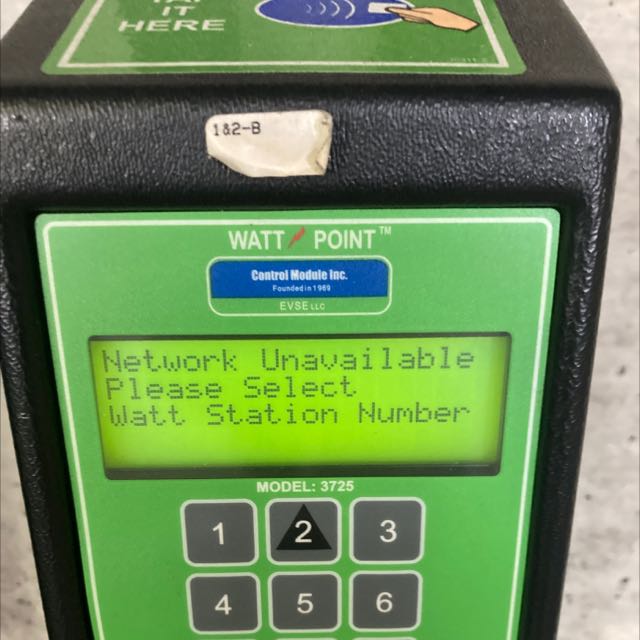 IT
HERE
1&2-B
WATT POINT™
Control Module Inc.
Founded in 1969
EVSE LLC
Network Unavailable
Please Select
Watt Station Number
MODEL: 3725
1 2 3
4 5 6